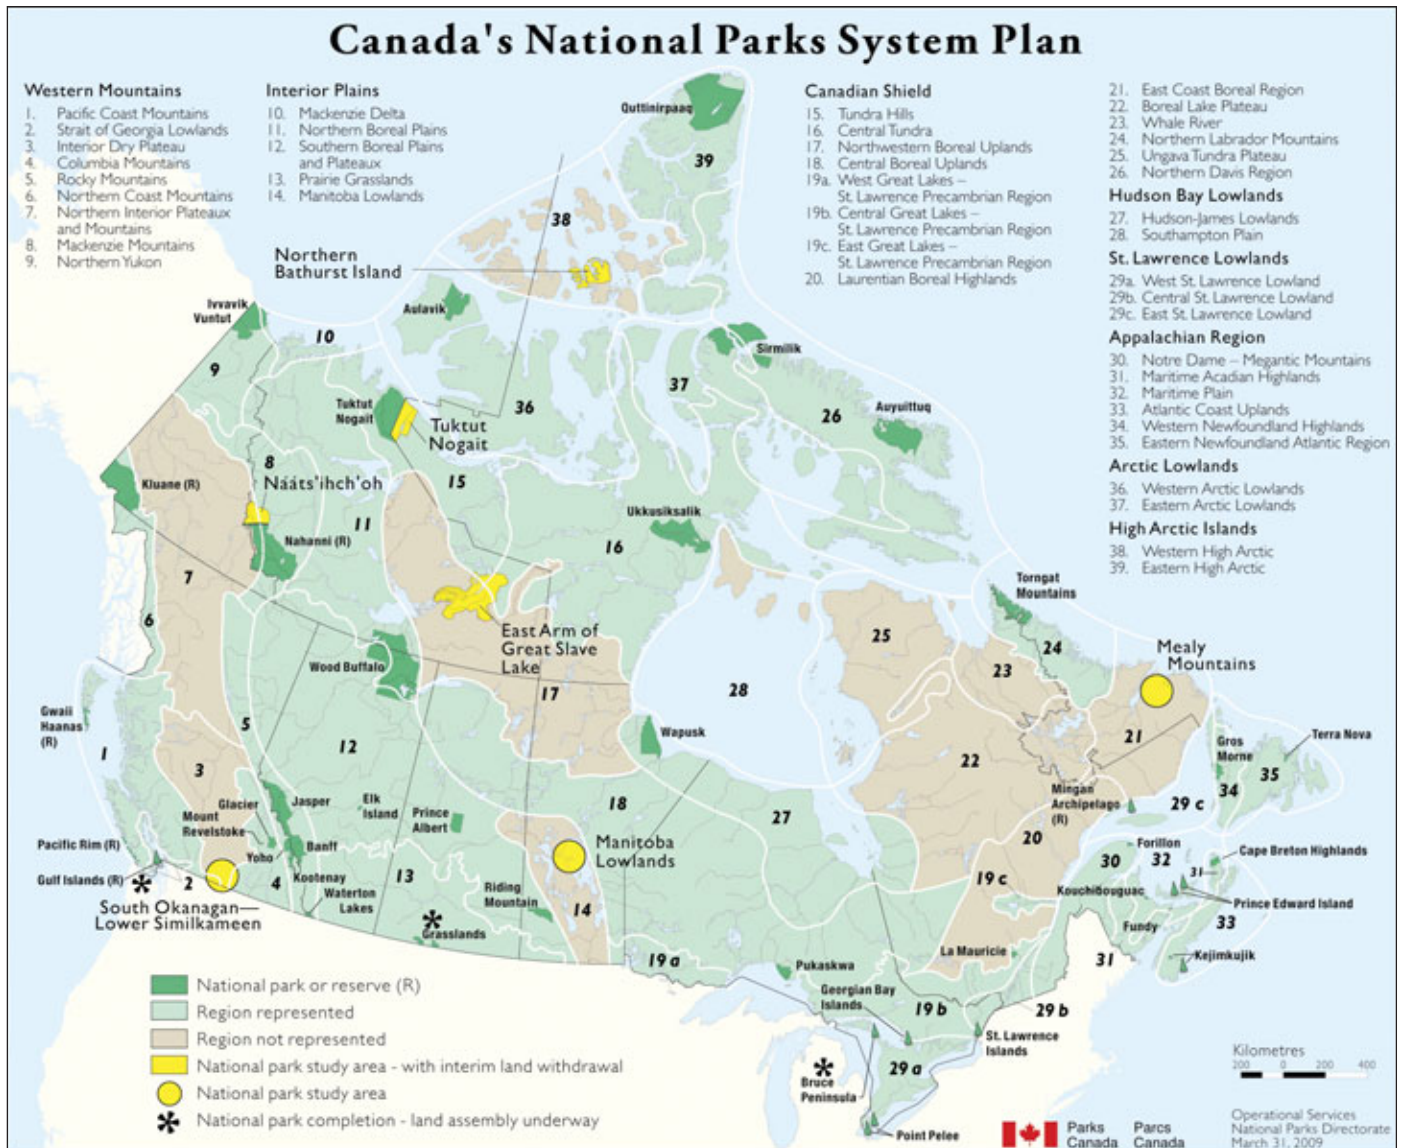 Canada's National Parks System Plan
Western Mountains
1. Pacific Coast Mountains
2. Strait of Georgia Lowlands
3. Interior Dry Plateau
4. Columbia Mountains
5. Rocky Mountains
6. Northern Coast Mountains
7. Northern Interior Plateaux
and Mountains
8. Mackenzie Mountains
9. Northern Yukon
Interior Plains
10. Mackenzie Delta
11. Northern Boreal Plains
12. Southern Boreal Plains
and Plateaux
13. Prairie Grasslands
14. Manitoba Lowlands
Canadian Shield
15. Tundra Hills
16. Central Tundra
17. Northwestern Boreal Uplands
18. Central Boreal Uplands
19a. West Great Lakes –
St. Lawrence Precambrian Region
19b. Central Great Lakes –
St. Lawrence Precambrian Region
19c. East Great Lakes –
St. Lawrence Precambrian Region
20. Laurentian Boreal Highlands
21. East Coast Boreal Region
22. Boreal Lake Plateau
23. Whale River
24. Northern Labrador Mountains
25. Ungava Tundra Plateau
26. Northern Davis Region
Hudson Bay Lowlands
27. Hudson-James Lowlands
28. Southampton Plain
St. Lawrence Lowlands
29a. West St. Lawrence Lowland
29b. Central St. Lawrence Lowland
29c. East St. Lawrence Lowland
Appalachian Region
30. Notre Dame – Megantic Mountains
31. Maritime Acadian Highlands
32. Maritime Plain
33. Atlantic Coast Uplands
34. Western Newfoundland Highlands
35. Eastern Newfoundland Atlantic Region
Arctic Lowlands
36. Western Arctic Lowlands
37. Eastern Arctic Lowlands
High Arctic Islands
38. Western High Arctic
39. Eastern High Arctic
Quttinirpaaq
39
38
Northern
Bathurst Island
Ivvavik
Vuntut
Aulavik
10
9
Sirmilik
37
36
26
Auyuittuq
Tuktut
Nogait
Tuktut
Nogait
8
Naáts'ihch'oh
15
Kluane (R)
11
Nahanni (R)
Ukkusiksalik
16
7
6
Torngat
Mountains
East Arm of
Great Slave
Lake
25
24
23
Mealy
Mountains
Wood Buffalo
17
28
Gwaii
Haanas
(R)
1
5
12
Wapusk
21
22
Gros
Morne
Terra Nova
35
34
3
Glacier
Mount
Revelstoke
Jasper
Elk
Island
Prince
Albert
18
27
Mingan
Archipelago
(R)
29 c
20
Pacific Rim (R)
Yoho
Banff
Manitoba
Lowlands
Forillon
30
32
Cape Breton Highlands
31
Gulf Islands (R)
2
4
Kootenay
13
19 c
Kouchibouguac
Waterton
Lakes
Riding
Mountain
14
Prince Edward Island
South Okanagan—
Lower Similkameen
Grasslands
Fundy
33
La Mauricie
Kejimkujik
31
19 a
Pukaskwa
Georgian Bay
Islands
19 b
29 b
St. Lawrence
Islands
29 a
Bruce
Peninsula
Point Pelee
National park or reserve (R)
Region represented
Region not represented
National park study area - with interim land withdrawal
National park study area
National park completion - land assembly underway
Kilometres
200 0 200 400
Parks
Canada
Parcs
Canada
Operational Services
National Parks Directorate
March 31, 2009